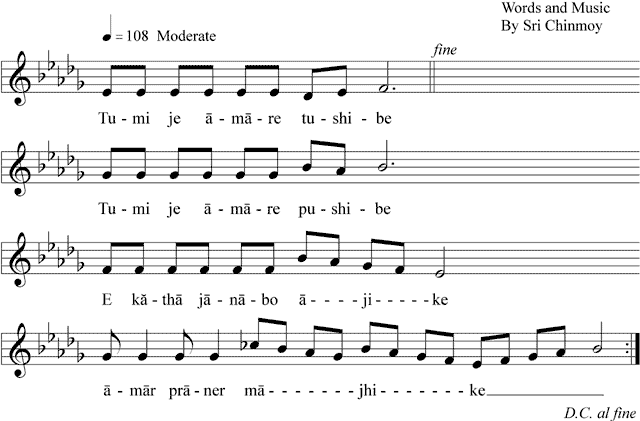 Words and Music
By Sri Chinmoy
♩ = 108 Moderate
fine
Tu - mi je ā - mā - re tu - shi - be
Tu - mi je ā - mā - re pu - shi - be
E kă - thā jā - nā - bo ā - - - - ji - - - - - - ke
ā - mār prā - ner mā - - - - - - - jhi - - - - - - - ke
D.C. al fine